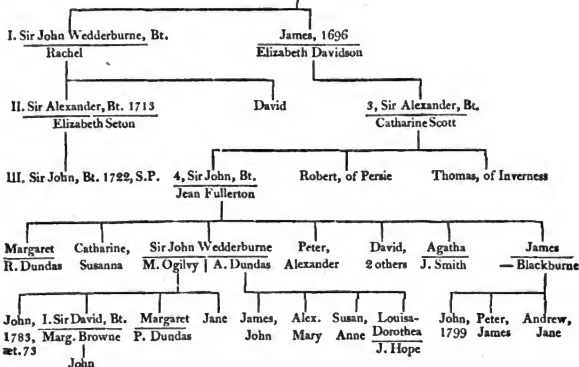 I. Sir John Wedderburne, Bt. James, 1696
Rachel Elizabeth Davidson
II. Sir Alexander, Bt. 1713 David 3, Sir Alexander, Bt.
Elizabeth Seton Catharine Scott
III. Sir John, Bt. 1722, S.P. 4, Sir John, Bt. Robert, of Persie Thomas, of Inverness
Jean Fullerton
Margaret Catharine, Sir John Wedderburne Peter, David, Agatha James
R. Dundas Susanna M. Ogilvy | A. Dundas Alexander 2 others J. Smith — Blackburne
John, I. Sir David, Bt. Margaret Jane James, Alex. Susan, Louisa- John, Peter, Andrew,
1783, Marg. Browne P. Dundas John Mary Anne Dorothea 1799 James Jane
æt. 73 John J. Hope